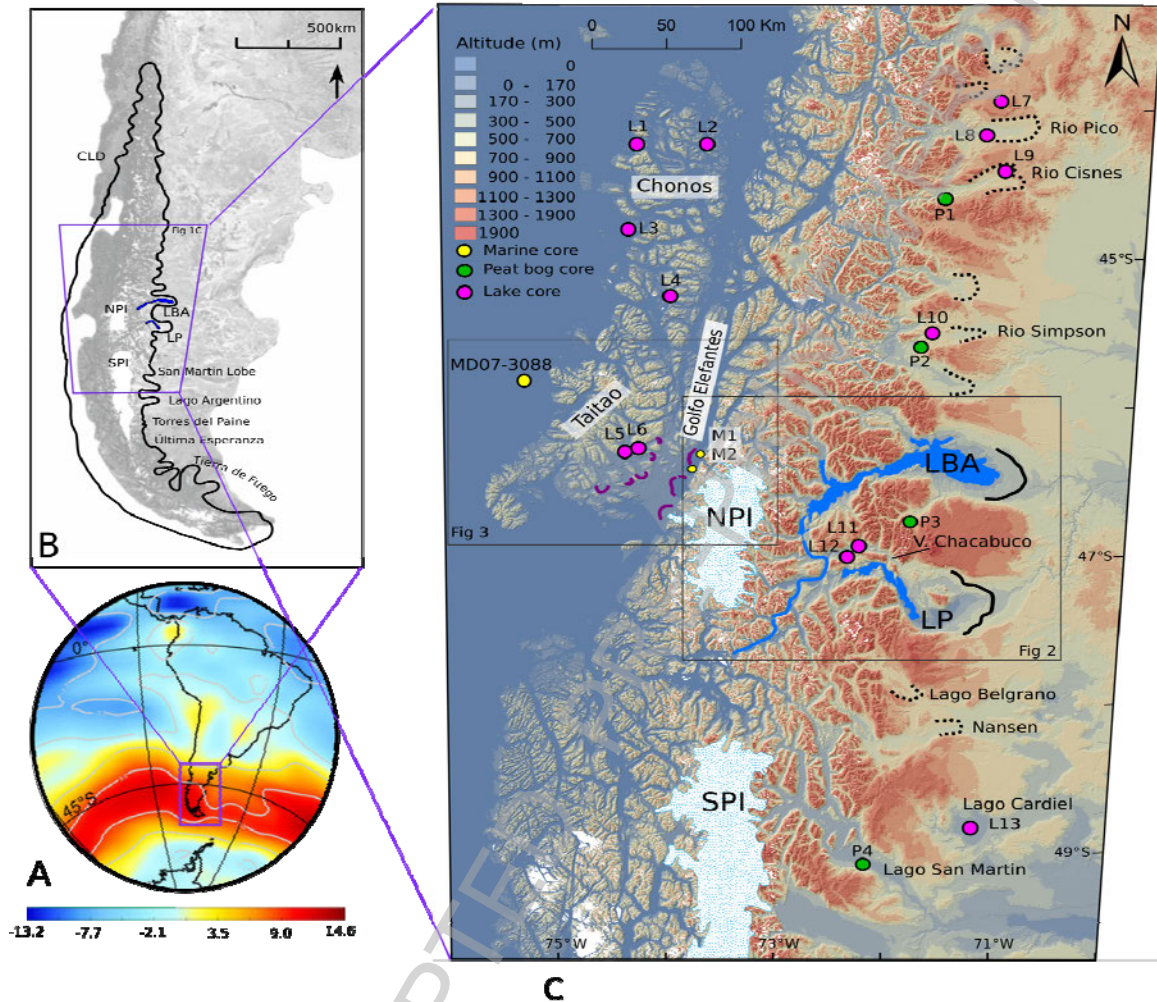 500km
CLD
Fig 1C
NPI
LBA
LP
SPI
San Martin Lobe
Lago Argentino
Torres del Paine
Última Esperanza
Tierra de Fuego
B
0°
45°S
A
-13.2 -7.7 -2.1 3.5 9.0 14.6
0 50 100 Km
N
Altitude (m)
0
0 - 170
170 - 300
300 - 500
500 - 700
700 - 900
900 - 1100
1100 - 1300
1300 - 1900
1900
Marine core
Peat bog core
Lake core
L1 L2
Chonos
L3
L4
L7
L8
Rio Pico
L9
Rio Cisnes
P1
45°S
L10
Rio Simpson
P2
MD07-3088
Taitao
Golfo Elefantes
L5 L6
M1
M2
Fig 3
NPI
LBA
P3
L11
V. Chacabuco
L12
47°S
LP
Fig 2
Lago Belgrano
Nansen
SPI
Lago Cardiel
L13
P4
49°S
Lago San Martin
75°W 73°W 71°W
C